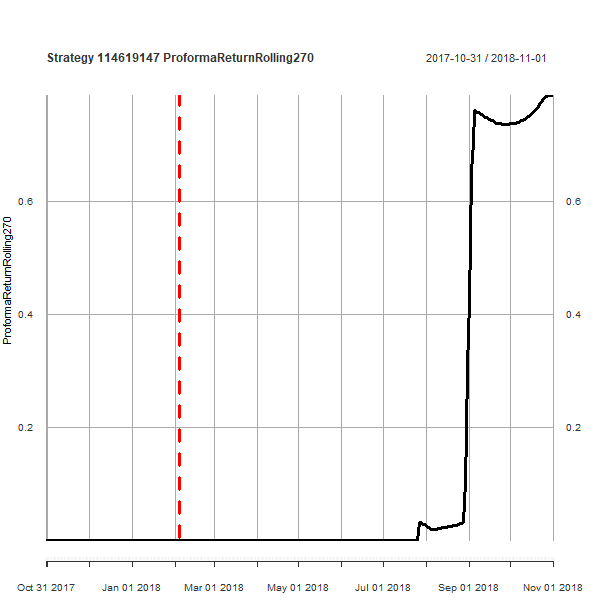 Strategy 114619147 ProformaReturnRolling270
2017-10-31 / 2018-11-01
ProformaReturnRolling270
0.6
0.6
0.4
0.4
0.2
0.2
Oct 31 2017
Jan 01 2018
Mar 01 2018
May 01 2018
Jul 01 2018
Sep 01 2018
Nov 01 2018